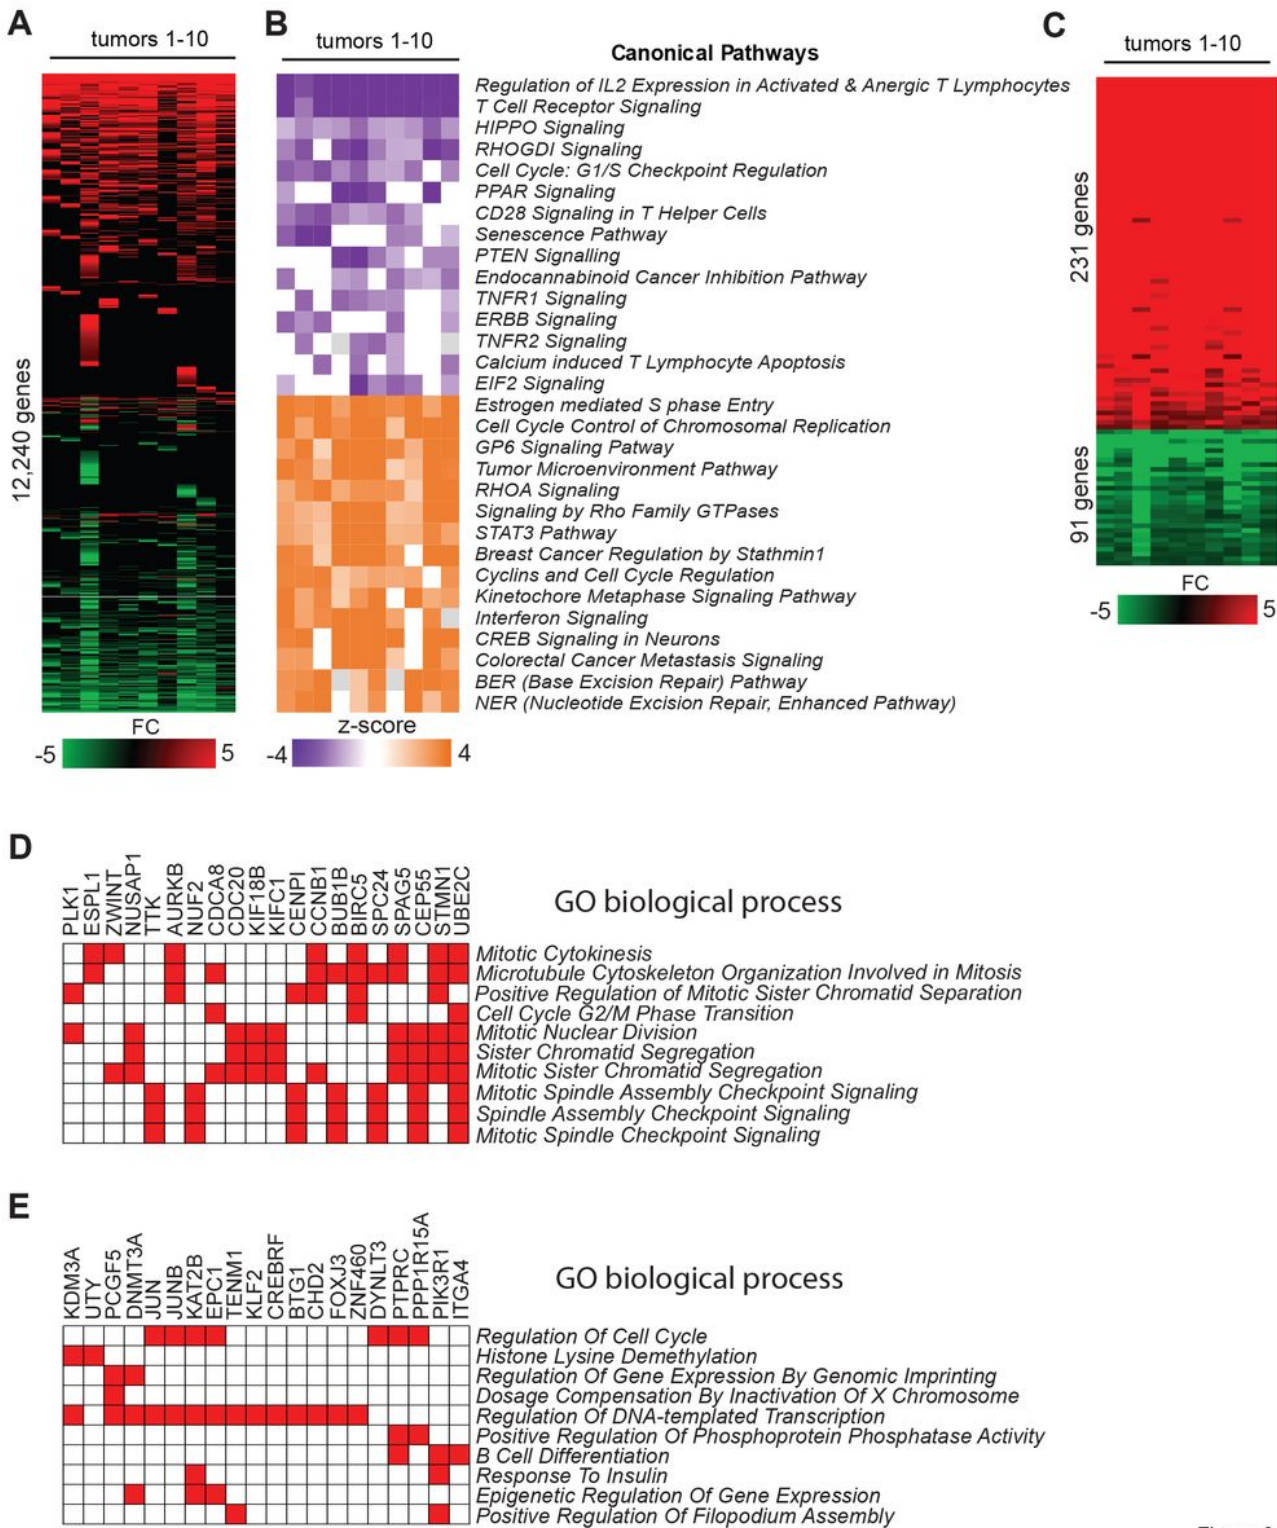 A
tumors 1-10
12,240 genes
FC
-5
5
B
tumors 1-10
Canonical Pathways
Regulation of IL2 Expression in Activated & Anergic T Lymphocytes
T Cell Receptor Signaling
HIPPO Signaling
RHOGDI Signaling
Cell Cycle: G1/S Checkpoint Regulation
PPAR Signaling
CD28 Signaling in T Helper Cells
Senescence Pathway
PTEN Signalling
Endocannabinoid Cancer Inhibition Pathway
TNFR1 Signaling
ERBB Signaling
TNFR2 Signaling
Calcium induced T Lymphocyte Apoptosis
EIF2 Signaling
Estrogen mediated S phase Entry
Cell Cycle Control of Chromosomal Replication
GP6 Signaling Patway
Tumor Microenvironment Pathway
RHOA Signaling
Signaling by Rho Family GTPases
STAT3 Pathway
Breast Cancer Regulation by Stathmin1
Cyclins and Cell Cycle Regulation
Kinetochore Metaphase Signaling Pathway
Interferon Signaling
CREB Signaling in Neurons
Colorectal Cancer Metastasis Signaling
BER (Base Excision Repair) Pathway
NER (Nucleotide Excision Repair, Enhanced Pathway)
z-score
-4
4
C
tumors 1-10
231 genes
91 genes
FC
-5
5
D
PLK1
ESPL1
ZWINT
NUSAP1
TTK
AURKB
NUF2
CDCA8
CDC20
KIF18B
KIFC1
CENPI
CCNB1
BUB1B
BIRC5
SPC24
SPAG5
CEP55
STMN1
UBE2C
GO biological process
Mitotic Cytokinesis
Microtubule Cytoskeleton Organization Involved in Mitosis
Positive Regulation of Mitotic Sister Chromatid Separation
Cell Cycle G2/M Phase Transition
Mitotic Nuclear Division
Sister Chromatid Segregation
Mitotic Sister Chromatid Segregation
Mitotic Spindle Assembly Checkpoint Signaling
Spindle Assembly Checkpoint Signaling
Mitotic Spindle Checkpoint Signaling
E
KDM3A
UTY
PCGF5
DNMT3A
JUN
JUNB
KAT2B
EPC1
TENM1
KLF2
CREBRF
BTG1
CHD2
FOXJ3
ZNF460
DYNLT3
PTPRC
PPP1R15A
PIK3R1
ITGA4
GO biological process
Regulation Of Cell Cycle
Histone Lysine Demethylation
Regulation Of Gene Expression By Genomic Imprinting
Dosage Compensation By Inactivation Of X Chromosome
Regulation Of DNA-templated Transcription
Positive Regulation Of Phosphoprotein Phosphatase Activity
B Cell Differentiation
Response To Insulin
Epigenetic Regulation Of Gene Expression
Positive Regulation Of Filopodium Assembly